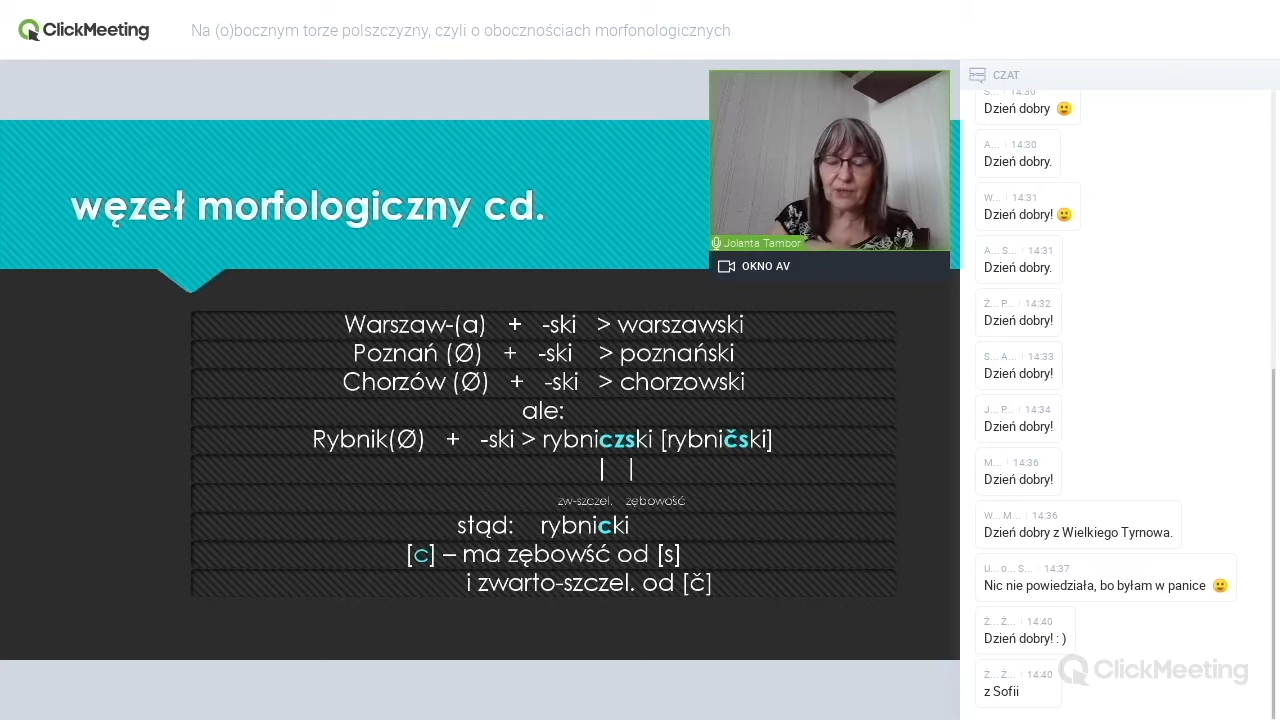 ClickMeeting
Na (o)bocznym torze polszczyzny, czyli o obocznościach morfonologicznych
węzeł morfologiczny cd.
Jolanta Tambor
OKNO AV
Warszaw-(a) + -ski > warszawski
Poznań (Ø) + -ski > poznański
Chorzów (Ø) + -ski > chorzowski
ale:
Rybnik(Ø) + -ski > rybniczski [rybničski]
| |
zw-szczel. zębowość
stąd: rybnicki
[c] – ma zębowść od [s]
i zwarto-szczel. od [č]
CZAT
S... 14:30
Dzień dobry 🙂
A... 14:30
Dzień dobry.
W... 14:31
Dzień dobry! 🙂
A... S... 14:31
Dzień dobry.
Ż... P... 14:32
Dzień dobry!
S... A... 14:33
Dzień dobry!
J... P... 14:34
Dzień dobry!
M... 14:36
Dzień dobry!
W... M... 14:36
Dzień dobry z Wielkiego Tyrnowa.
U... o... S... 14:37
Nic nie powiedziała, bo byłam w panice 🙂
Ż... Ż... 14:40
Dzień dobry! : )
Ż... Ż... 14:40
z Sofii
ClickMeeting